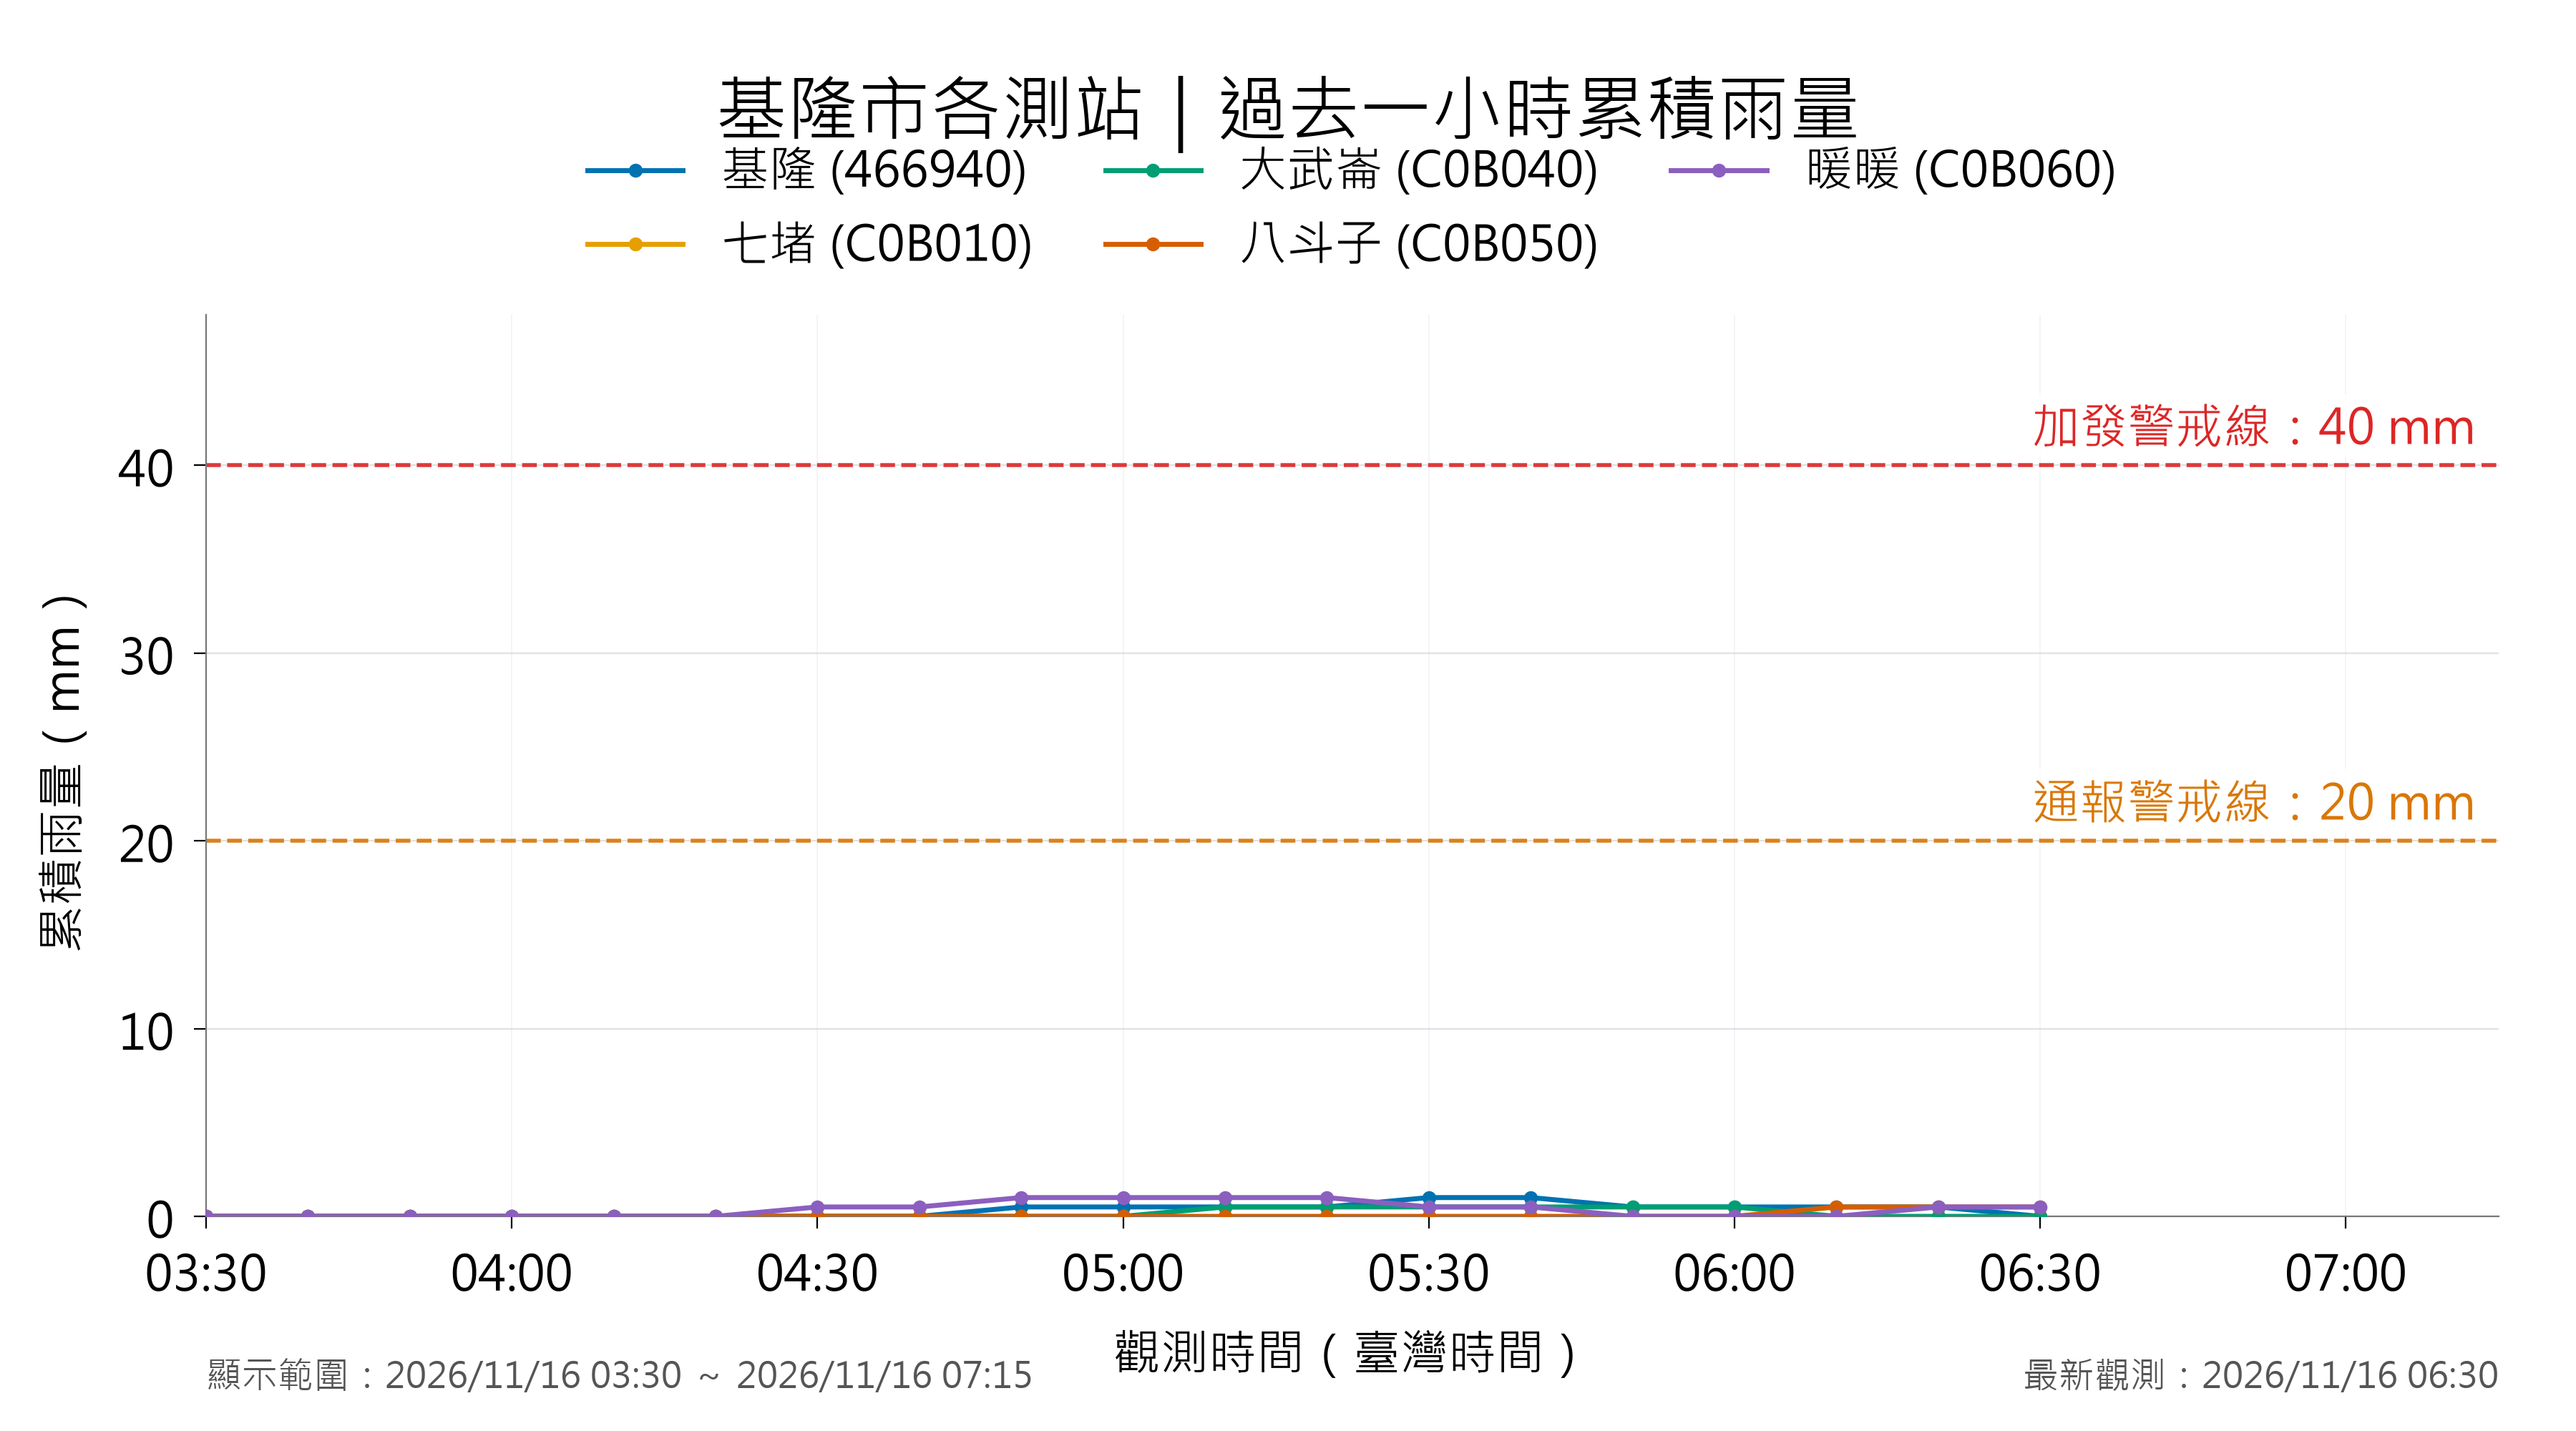 基隆市各測站｜過去一小時累積雨量
基隆 (466940)
大武崙 (C0B040)
暖暖 (C0B060)
七堵 (C0B010)
八斗子 (C0B050)
累積雨量（mm）
40
30
20
10
0
加發警戒線：40 mm
通報警戒線：20 mm
03:30 04:00 04:30 05:00 05:30 06:00 06:30 07:00
觀測時間（臺灣時間）
顯示範圍：2026/11/16 03:30 ~ 2026/11/16 07:15
最新觀測：2026/11/16 06:30